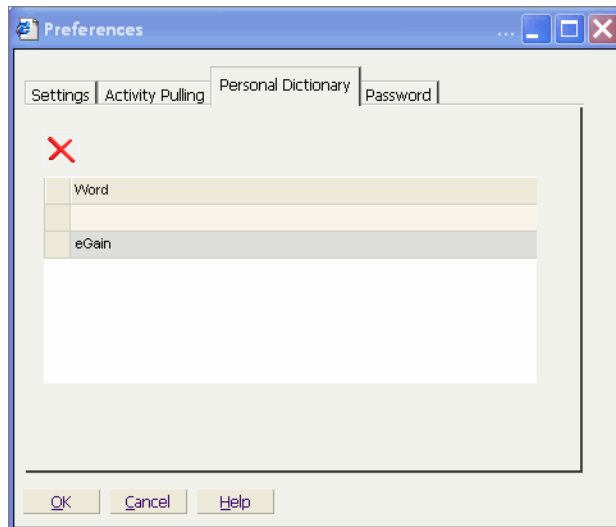 Preferences ...
Settings Activity Pulling Personal Dictionary Password
Word
eGain
OK Cancel Help